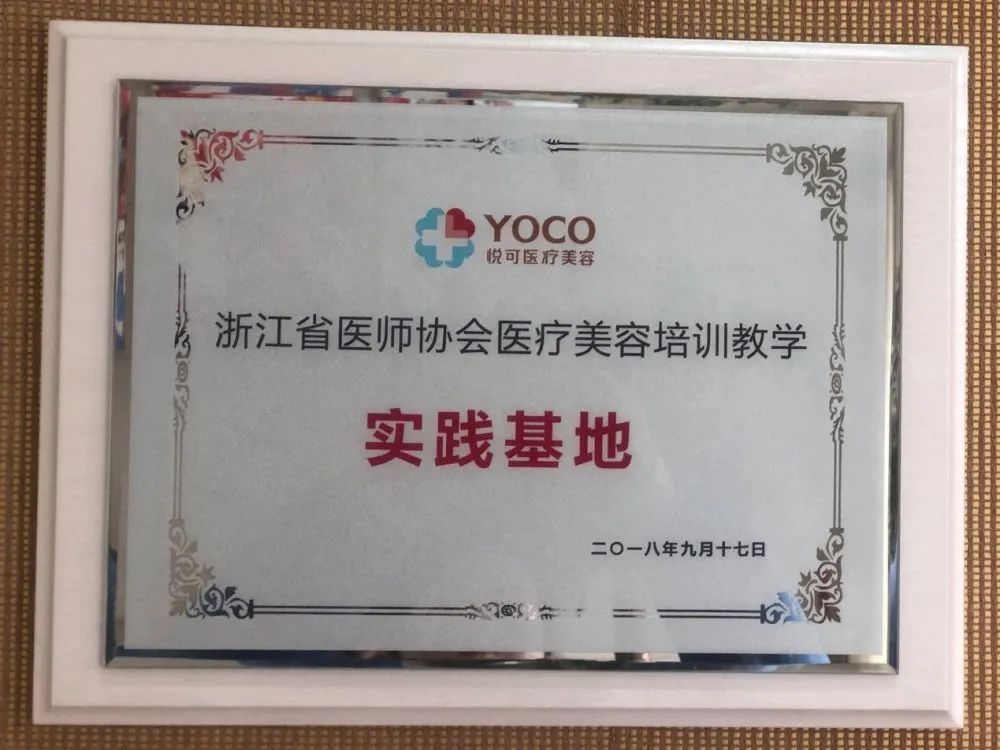 YOCO
悦可医疗美容
浙江省医师协会医疗美容培训教学
实践基地
二〇一八年九月十七日